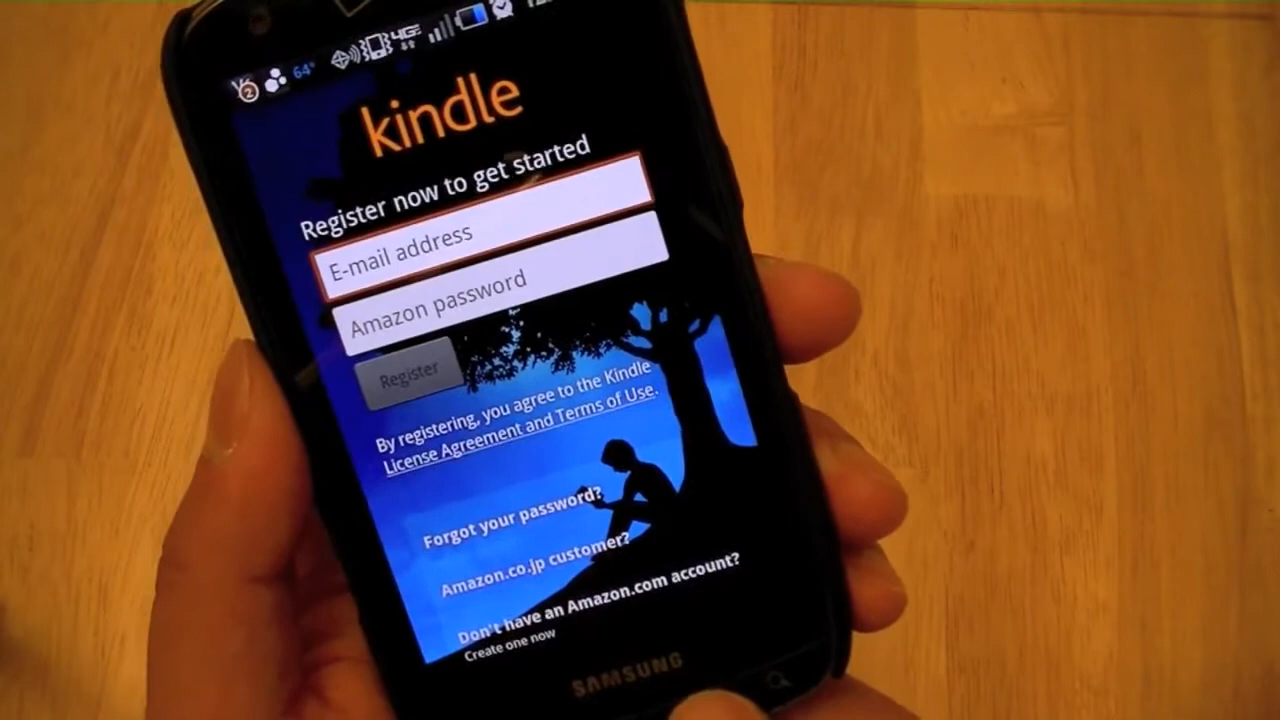 64°
4G
kindle
Register now to get started
E-mail address
Amazon password
Register
By registering, you agree to the Kindle
License Agreement and Terms of Use.
Forgot your password?
Amazon.co.jp customer?
Don't have an Amazon.com account?
Create one now
SAMSUNG